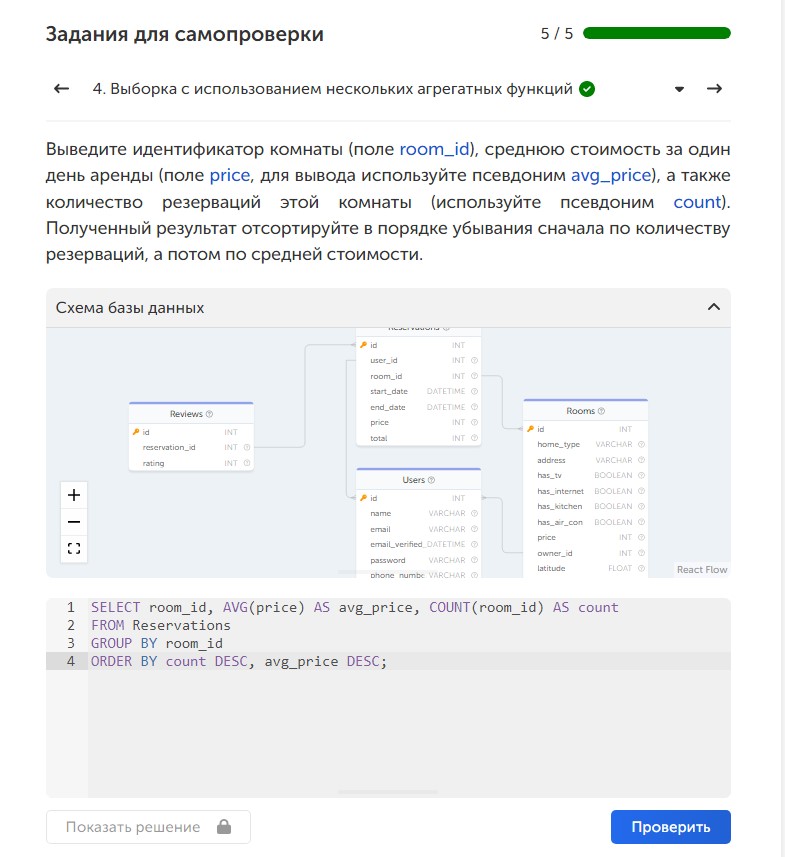 Задания для самопроверки
5 / 5
4. Выборка с использованием нескольких агрегатных функций
Выведите идентификатор комнаты (поле room_id), среднюю стоимость за один
день аренды (поле price, для вывода используйте псевдоним avg_price), а также
количество резерваций этой комнаты (используйте псевдоним count).
Полученный результат отсортируйте в порядке убывания сначала по количеству
резерваций, а потом по средней стоимости.
Схема базы данных
Reservations
id INT
user_id INT
room_id INT
start_date DATETIME
end_date DATETIME
price INT
total INT
Reviews
id INT
reservation_id INT
rating INT
Rooms
id INT
home_type VARCHAR
address VARCHAR
has_tv BOOLEAN
has_internet BOOLEAN
has_kitchen BOOLEAN
has_air_con BOOLEAN
price INT
owner_id INT
latitude FLOAT
Users
id INT
name VARCHAR
email VARCHAR
email_verified_ DATETIME
password VARCHAR
phone_numbe VARCHAR
React Flow
1 SELECT room_id, AVG(price) AS avg_price, COUNT(room_id) AS count
2 FROM Reservations
3 GROUP BY room_id
4 ORDER BY count DESC, avg_price DESC;
Показать решение
Проверить